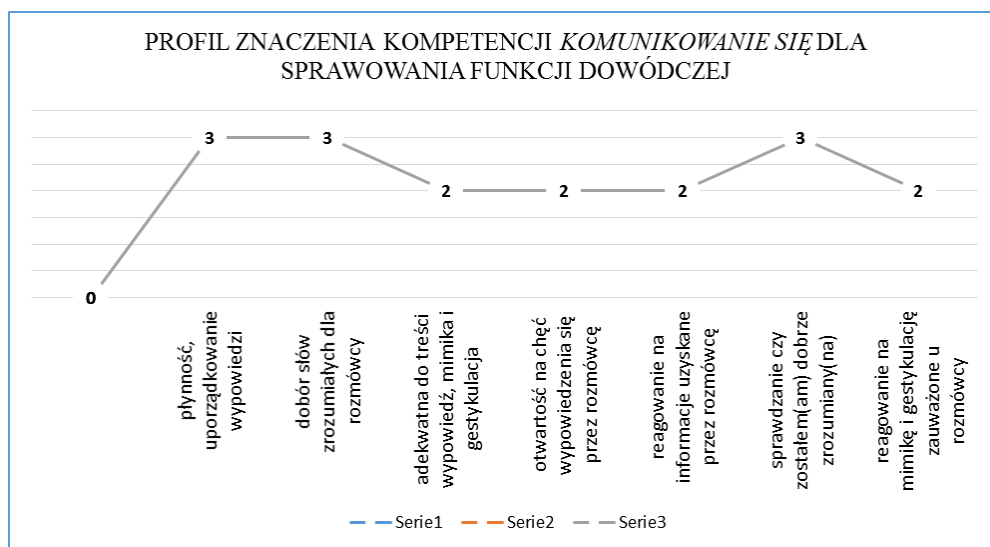 PROFIL ZNACZENIA KOMPETENCJI KOMUNIKOWANIE SIĘ DLA
SPRAWOWANIA FUNKCJI DOWÓDCZEJ
0
3
3
2
2
2
3
2
płynność,
uporządkowanie
wypowiedzi
dobór słów
zrozumiałych dla
rozmówcy
adekwatna do treści
wypowiedź, mimika i
gestykulacja
otwartość na chęć
wypowiedzenia się
przez rozmówcę
reagowanie na
informacje uzyskane
przez rozmówcę
sprawdzanie czy
zostałem(am) dobrze
zrozumiany(na)
reagowanie na
mimikę i gestykulację
zauważone u
rozmówcy
Serie1
Serie2
Serie3